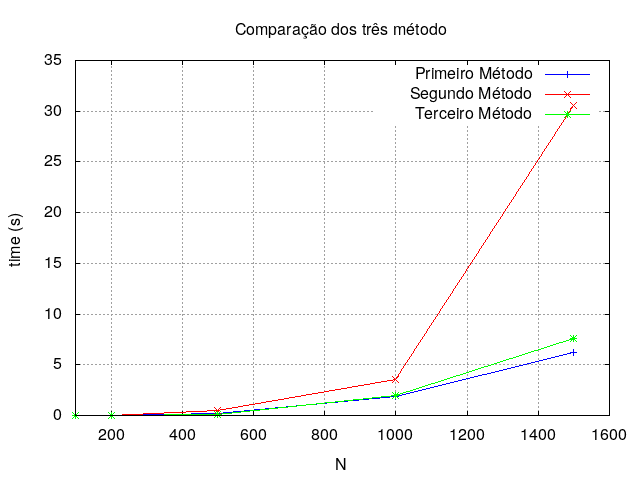 Comparação dos três método
35
30
25
20
15
10
5
0
time (s)
Primeiro Método
Segundo Método
Terceiro Método
200 400 600 800 1000 1200 1400 1600
N